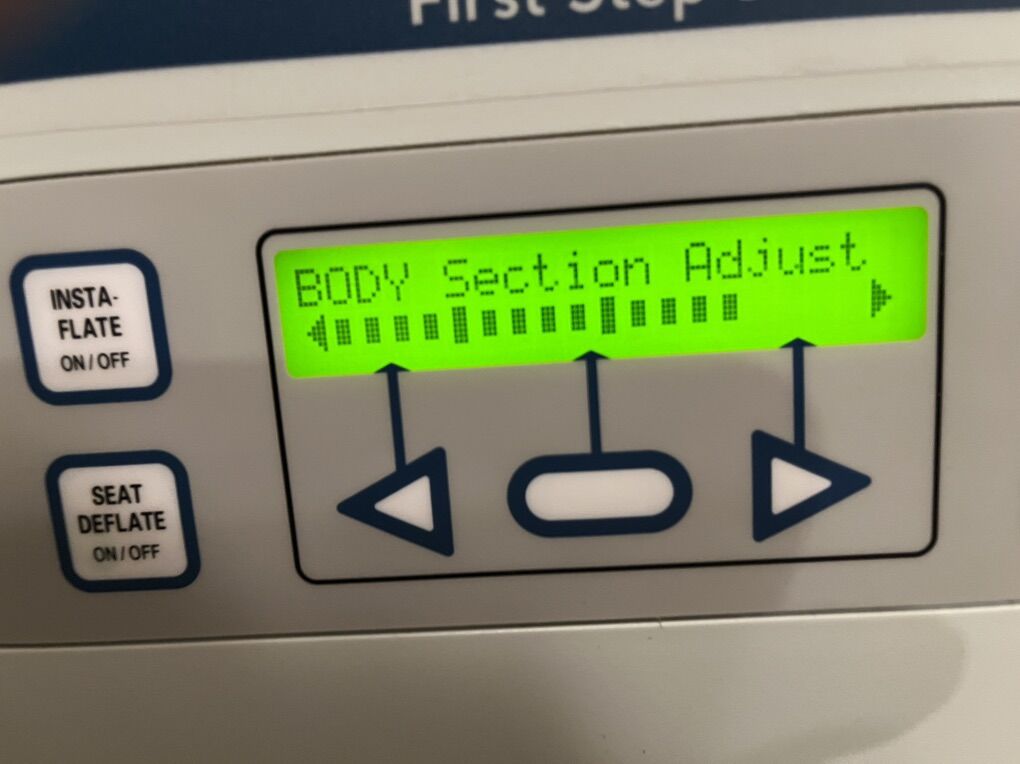 First Step
BODY Section Adjust
INSTA-
FLATE
ON/OFF
SEAT
DEFLATE
ON/OFF